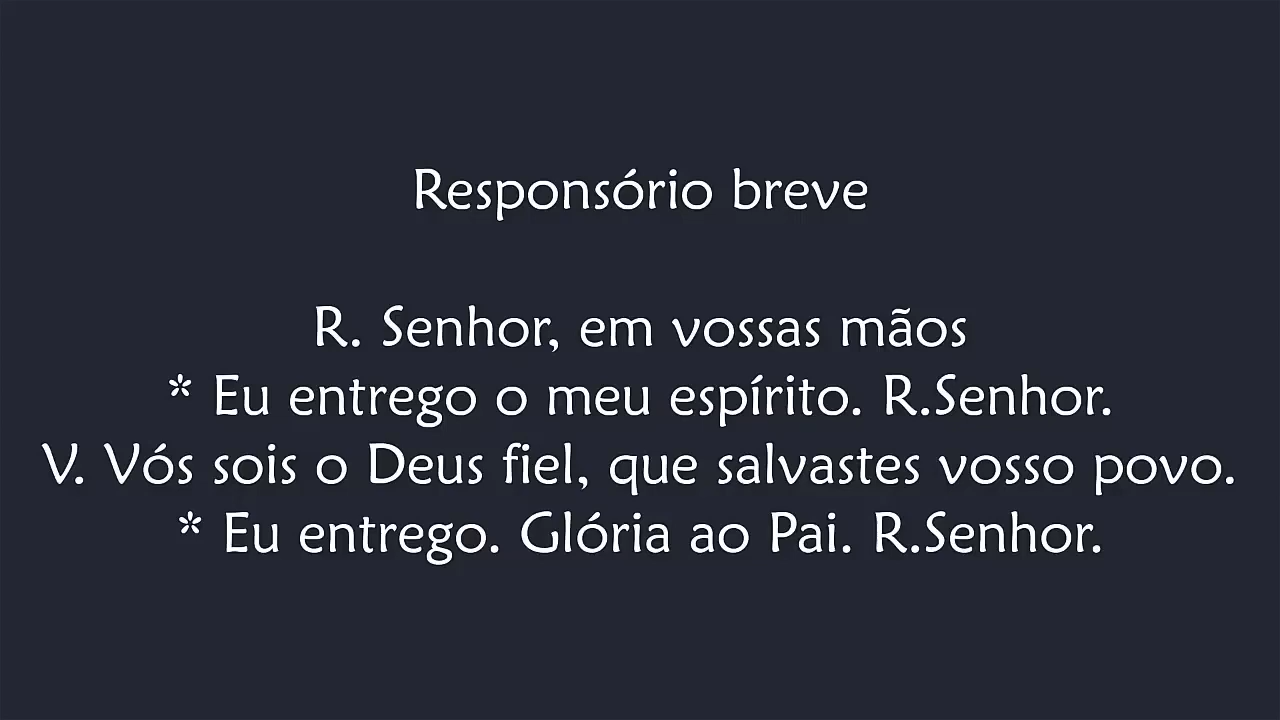 Responsório breve
R. Senhor, em vossas mãos
* Eu entrego o meu espírito. R.Senhor.
V. Vós sois o Deus fiel, que salvastes vosso povo.
* Eu entrego. Glória ao Pai. R.Senhor.